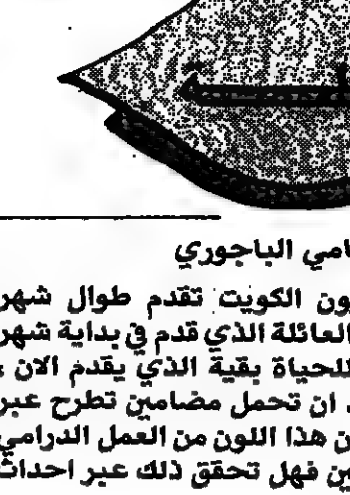 امي الباجوري
ون الكويت تقدم طوال شهر
العائلة الذي قدم في بداية شهر
للحياة بقية الذي يقدم الان ،
ان تحمل مضامين تطرح عبر
ن هذا اللون من العمل الدرامي
ين فهل تحقق ذلك عبر احداث